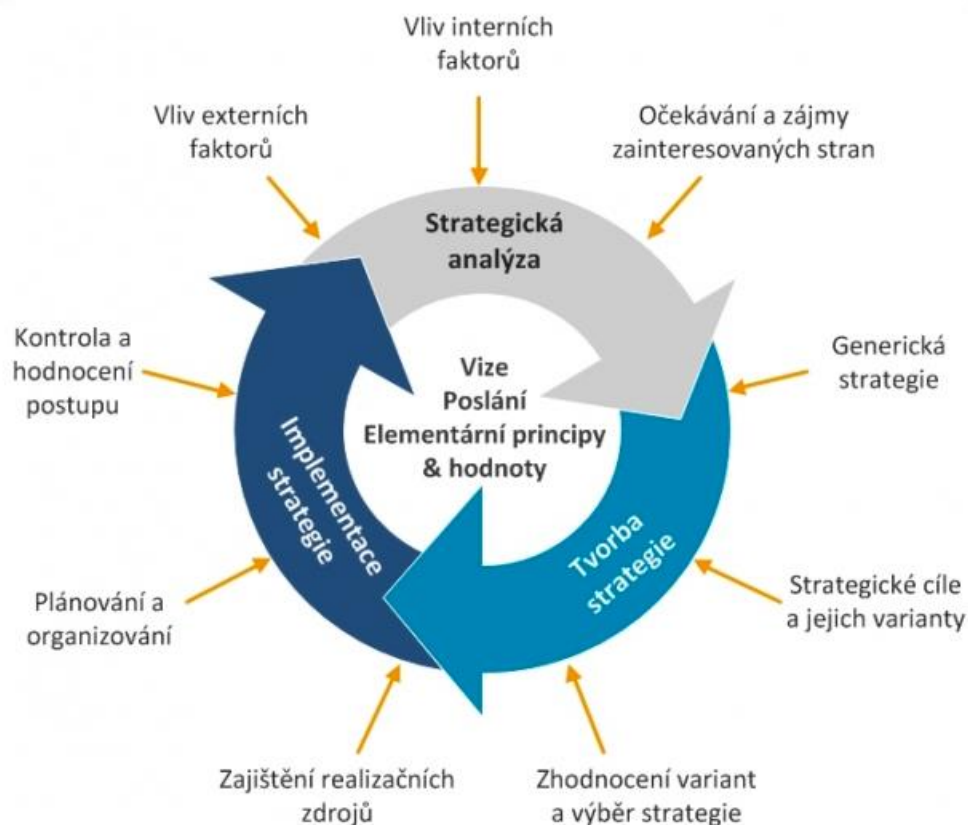 Vliv interních
faktorů
Vliv externích
faktorů
Očekávání a zájmy
zainteresovaných stran
Strategická
analýza
Kontrola a
hodnocení
postupu
Generická
strategie
Vize
Poslání
Elementární principy
& hodnoty
Implementace
strategie
Tvorba
strategie
Plánování a
organizování
Strategické cíle
a jejich varianty
Zajištění realizačních
zdrojů
Zhodnocení variant
a výběr strategie